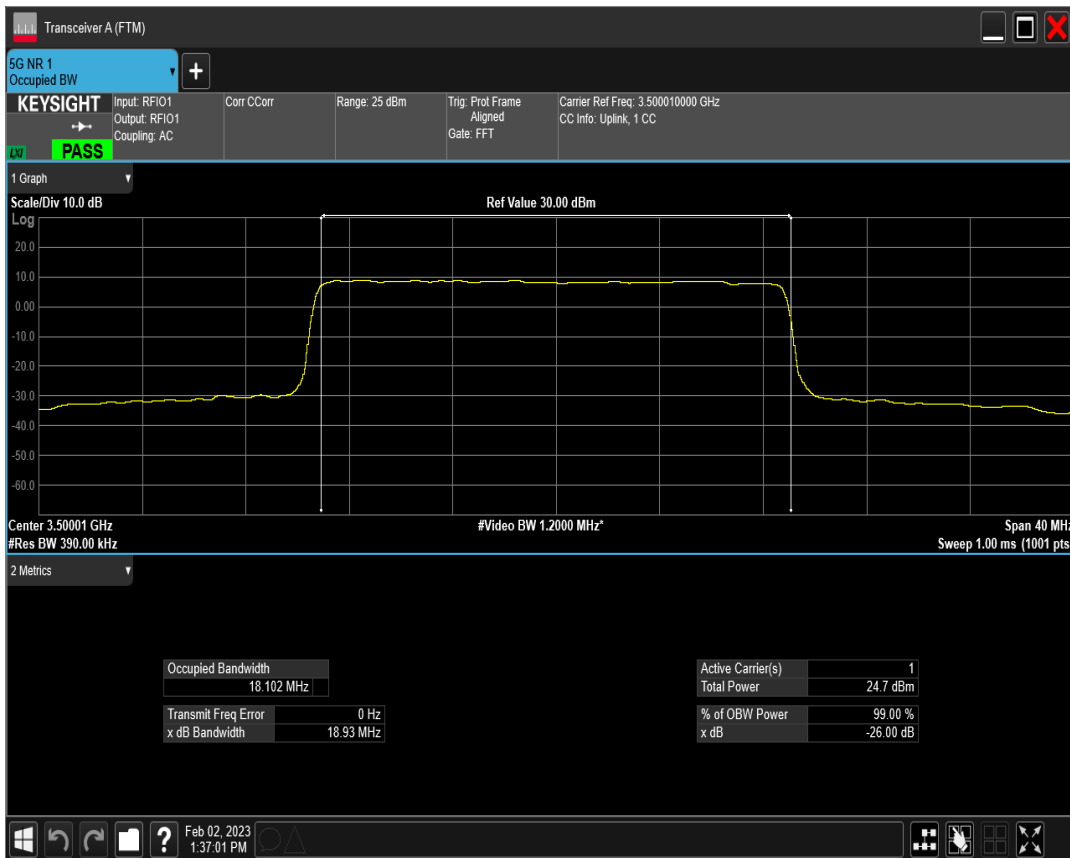 Transceiver A (FTM)
5G NR 1
Occupied BW
+
KEYSIGHT
LXI
PASS
Input: RFIO1
Output: RFIO1
Coupling: AC
Corr CCorr
Range: 25 dBm
Trig: Prot Frame
Aligned
Gate: FFT
Carrier Ref Freq: 3.500010000 GHz
CC Info: Uplink, 1 CC
1 Graph
Scale/Div 10.0 dB
Ref Value 30.00 dBm
Log
20.0
10.0
0.00
-10.0
-20.0
-30.0
-40.0
-50.0
-60.0
Center 3.50001 GHz
#Video BW 1.2000 MHz*
Span 40 MHz
#Res BW 390.00 kHz
Sweep 1.00 ms (1001 pts
2 Metrics
Occupied Bandwidth
18.102 MHz
Transmit Freq Error 0 Hz
x dB Bandwidth 18.93 MHz
Active Carrier(s) 1
Total Power 24.7 dBm
% of OBW Power 99.00 %
x dB -26.00 dB
?
Feb 02, 2023
1:37:01 PM